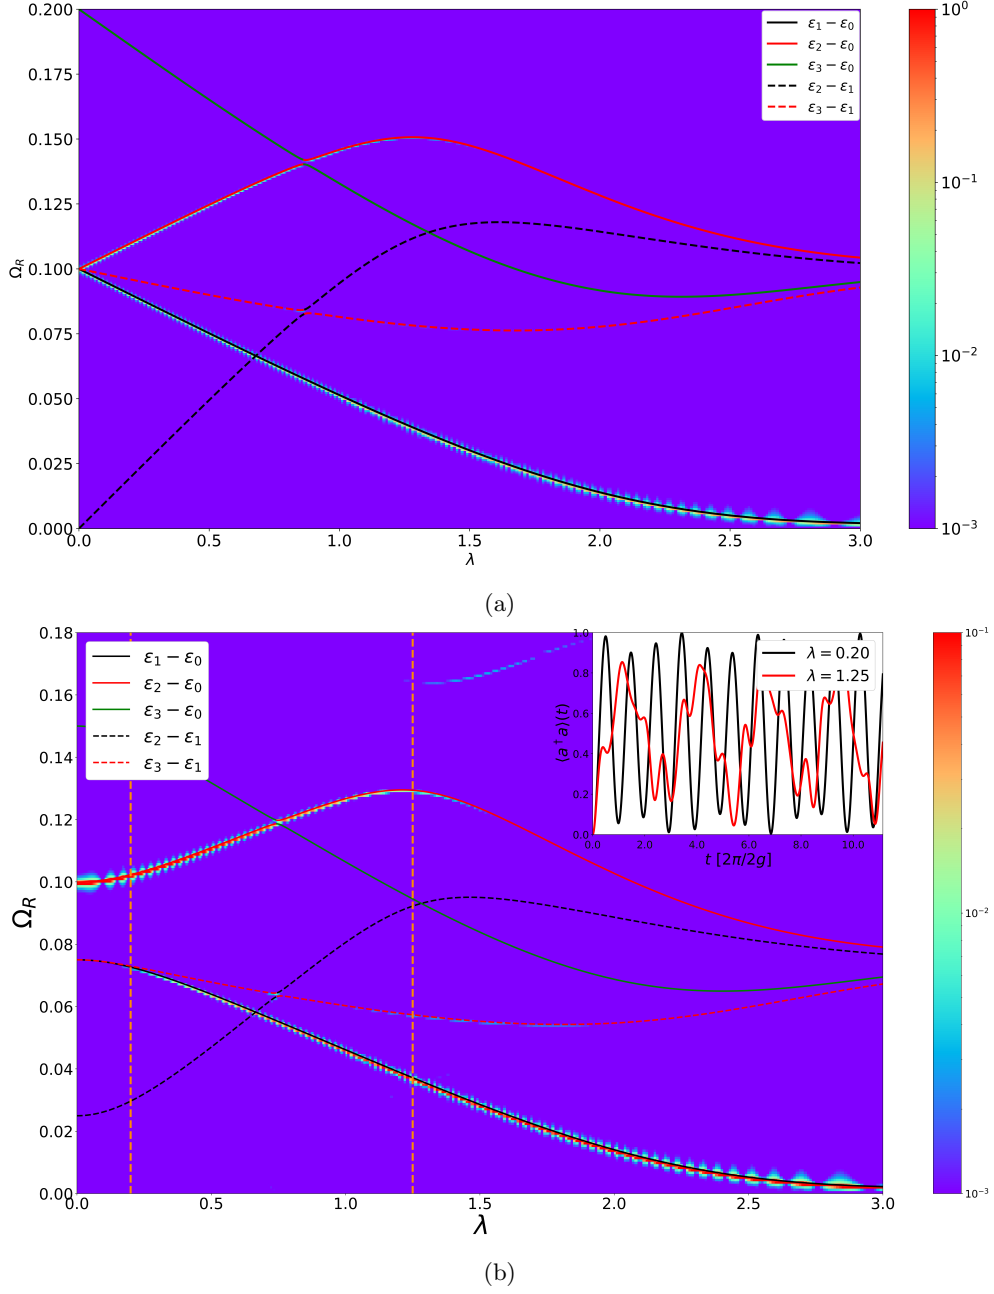 0.200
0.175
0.150
0.125
0.100
0.075
0.050
0.025
0.000
Ω_R
0.0 0.5 1.0 1.5 2.0 2.5 3.0
λ
ε₁ − ε₀
ε₂ − ε₀
ε₃ − ε₀
ε₂ − ε₁
ε₃ − ε₁
10⁰
10⁻¹
10⁻²
10⁻³
(a)
0.18
0.16
0.14
0.12
0.10
0.08
0.06
0.04
0.02
0.00
Ω_R
0.0 0.5 1.0 1.5 2.0 2.5 3.0
λ
ε₁ − ε₀
ε₂ − ε₀
ε₃ − ε₀
ε₂ − ε₁
ε₃ − ε₁
1.0
0.8
0.6
0.4
0.2
0.0
⟨a†a⟩(t)
0.0 2.0 4.0 6.0 8.0 10.0
t [2π/2g]
λ = 0.20
λ = 1.25
10⁻¹
10⁻²
10⁻³
(b)